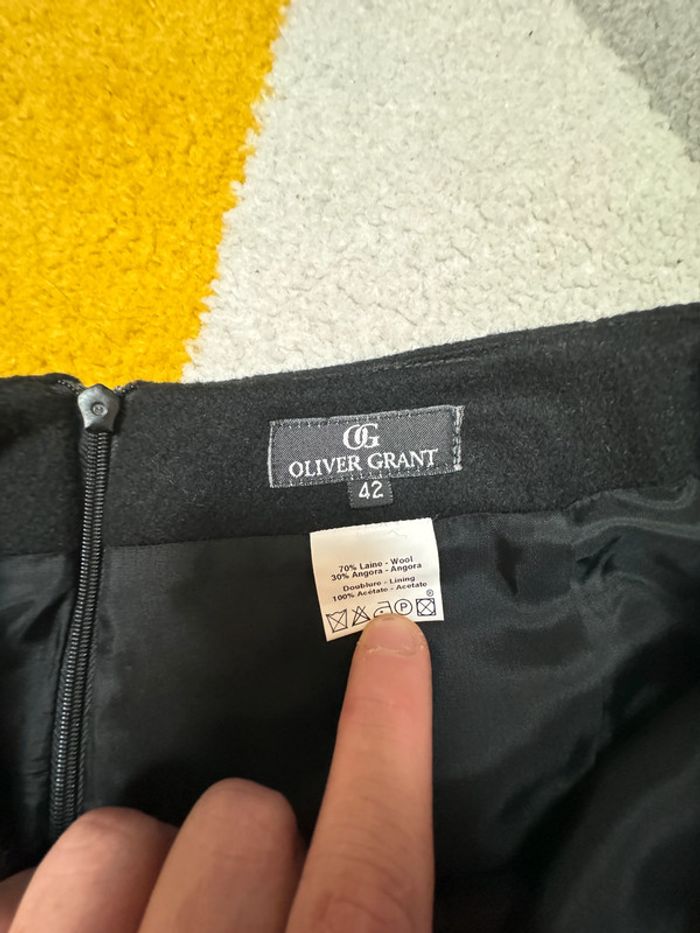 OG
OLIVER GRANT
42
70% Laine - Wool
30% Angora - Angora
Doublure - Lining
100% Acétate - Acetate
®
P